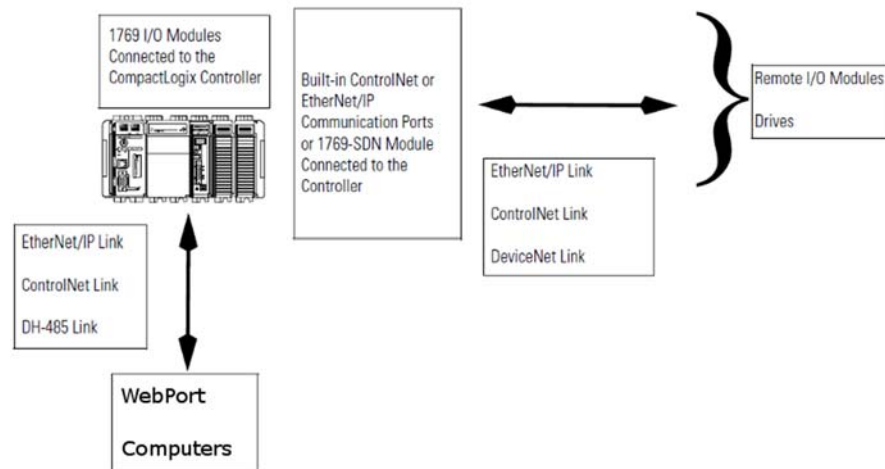 1769 I/O Modules
Connected to the
CompactLogix Controller
Built-in ControlNet or
EtherNet/IP
Communication Ports
or 1769-SDN Module
Connected to the
Controller
Remote I/O Modules
Drives
EtherNet/IP Link
ControlNet Link
DeviceNet Link
EtherNet/IP Link
ControlNet Link
DH-485 Link
WebPort
Computers